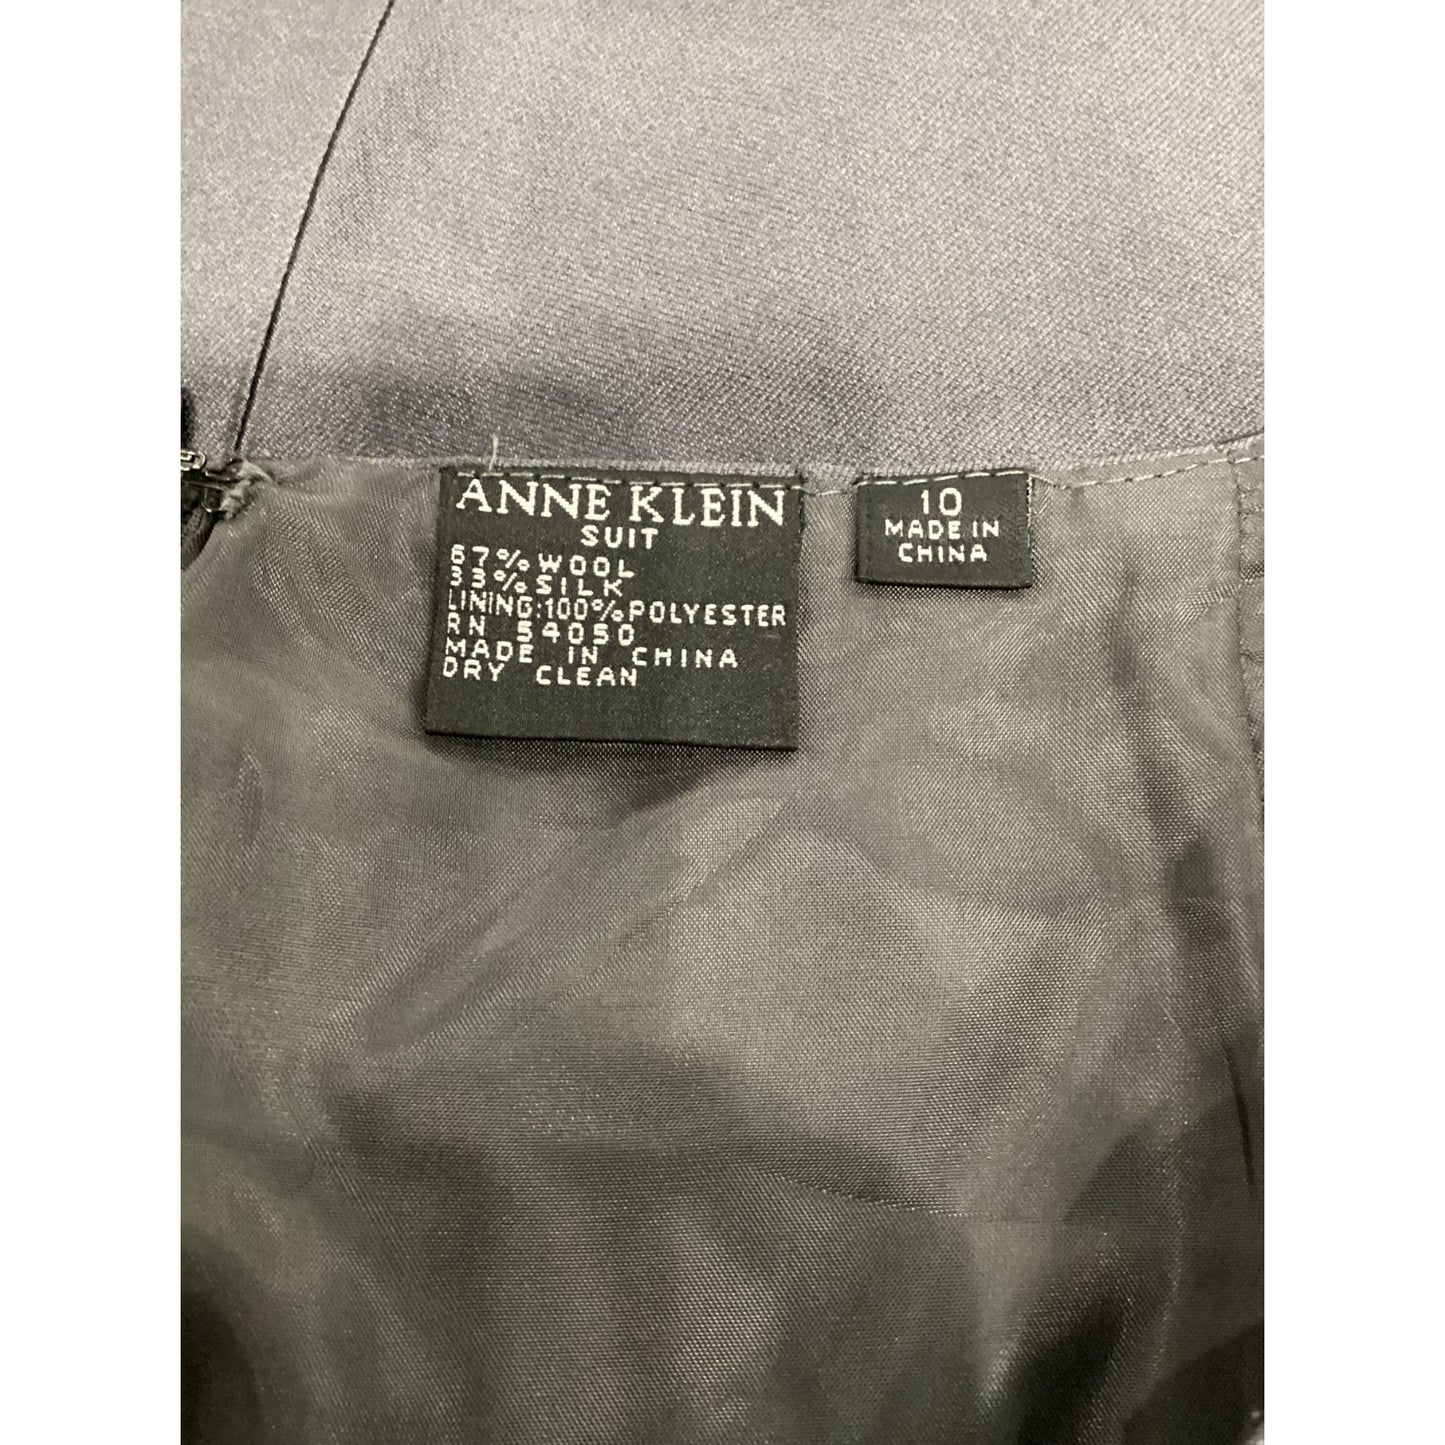 ANNE KLEIN
SUIT
67% WOOL
33% SILK
LINING:100% POLYESTER
RN 54050
MADE IN CHINA
DRY CLEAN
10
MADE IN
CHINA